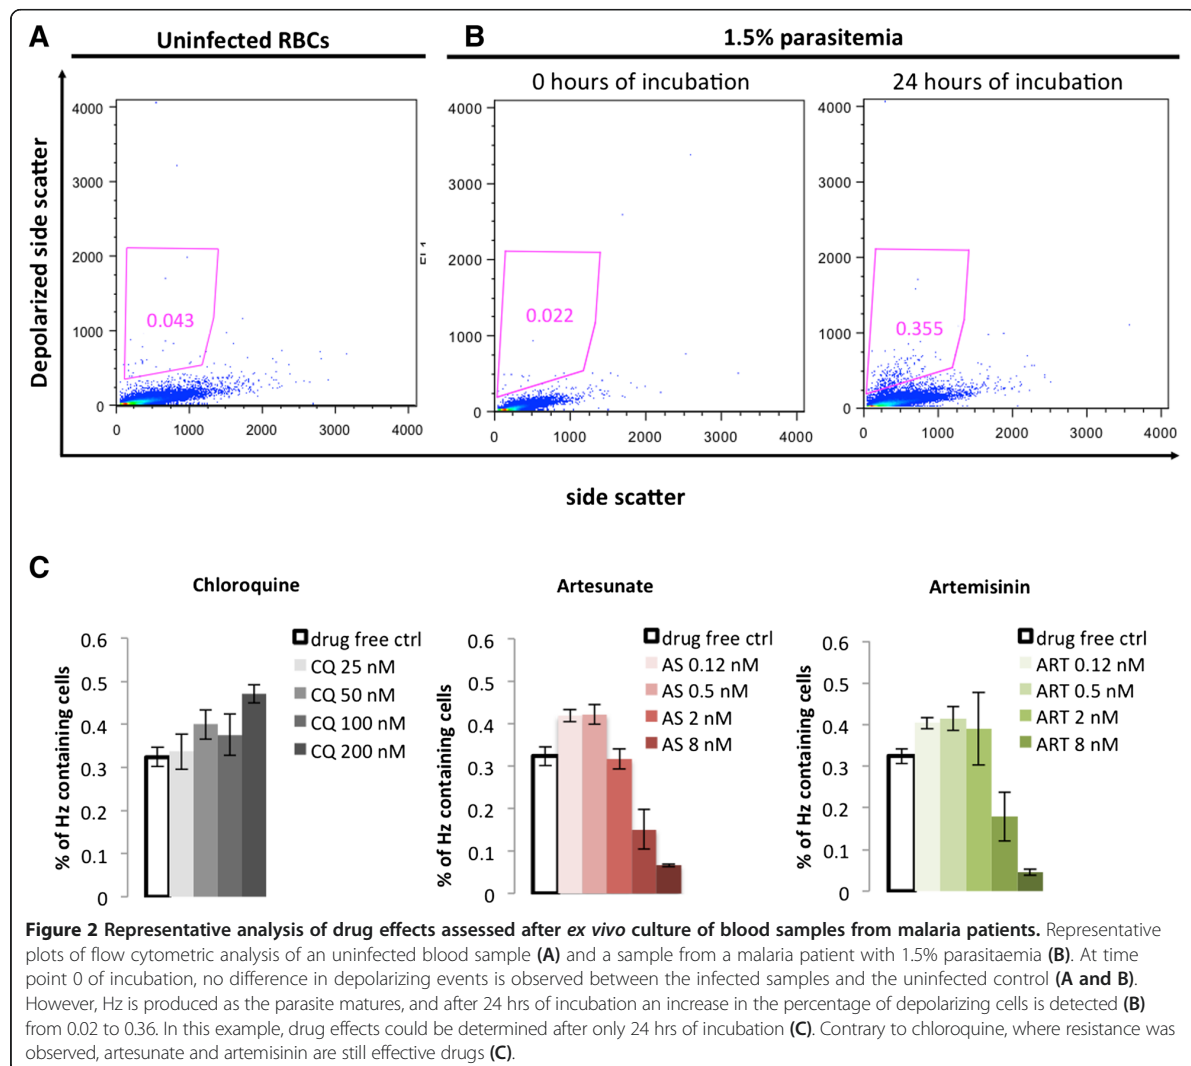 A
Uninfected RBCs
B
1.5% parasitemia
0 hours of incubation
24 hours of incubation
Depolarized side scatter
4000
3000
2000
1000
0
0.043
0 1000 2000 3000 4000
4000
3000
2000
1000
0
0.022
0 1000 2000 3000 4000
4000
3000
2000
1000
0
0.355
0 1000 2000 3000 4000
side scatter
C
Chloroquine
% of Hz containing cells
0.6
0.5
0.4
0.3
0.2
0.1
0
drug free ctrl
CQ 25 nM
CQ 50 nM
CQ 100 nM
CQ 200 nM
Artesunate
% of Hz containing cells
0.6
0.5
0.4
0.3
0.2
0.1
0
drug free ctrl
AS 0.12 nM
AS 0.5 nM
AS 2 nM
AS 8 nM
Artemisinin
% of Hz containing cells
0.6
0.5
0.4
0.3
0.2
0.1
0
drug free ctrl
ART 0.12 nM
ART 0.5 nM
ART 2 nM
ART 8 nM
Figure 2 Representative analysis of drug effects assessed after ex vivo culture of blood samples from malaria patients. Representative
plots of flow cytometric analysis of an uninfected blood sample (A) and a sample from a malaria patient with 1.5% parasitaemia (B). At time
point 0 of incubation, no difference in depolarizing events is observed between the infected samples and the uninfected control (A and B).
However, Hz is produced as the parasite matures, and after 24 hrs of incubation an increase in the percentage of depolarizing cells is detected (B)
from 0.02 to 0.36. In this example, drug effects could be determined after only 24 hrs of incubation (C). Contrary to chloroquine, where resistance was
observed, artesunate and artemisinin are still effective drugs (C).